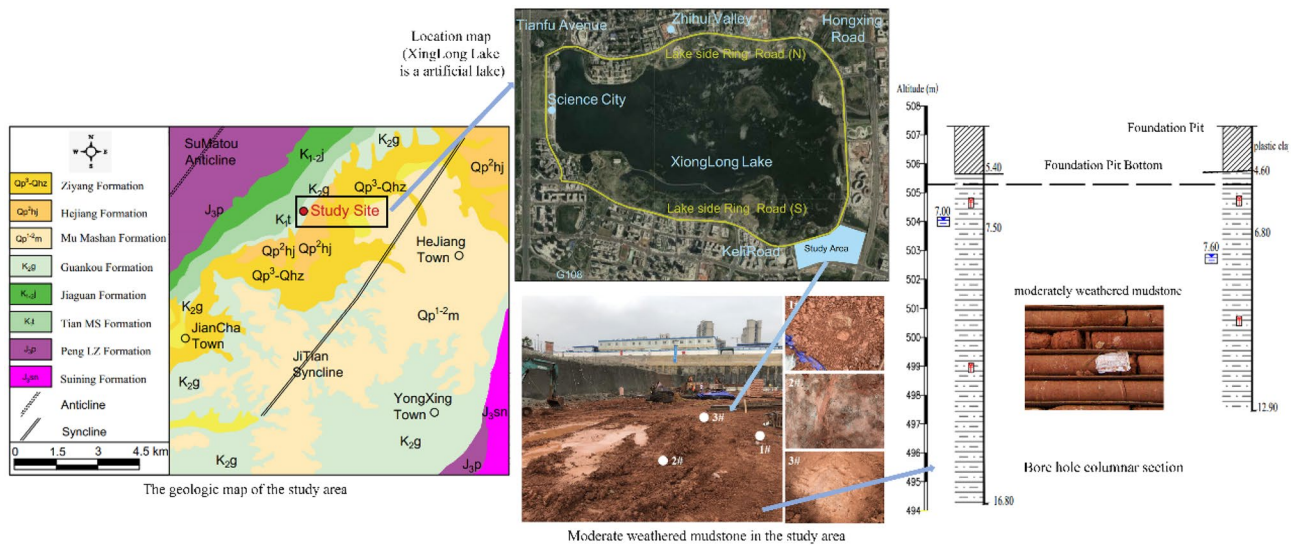 Location map
(XingLong Lake
is a artificial lake)
Tianfu Avenue
Zhihui Valley
Hongxing
Road
Lake side Ring Road (N)
Science City
XiongLong Lake
Lake side Ring Road (S)
KeliRoad
Study Area
G108
N
W
E
S
Qp³-Qhz Ziyang Formation
Qp²hj Hejiang Formation
Qp¹⁻²m Mu Mashan Formation
K₂g Guankou Formation
K₁₋₂j Jiaguan Formation
K₁t Tian MS Formation
J₃p Peng LZ Formation
J₃sn Suining Formation
Anticline
Syncline
0 1.5 3 4.5 km
SuMatou
Anticline
K₁₋₂j
K₂g
Qp²hj
K₂g
Qp³-Qhz
J₃p
K₁t
Study Site
Qp²hj Qp²hj
HeJiang
Town
Qp³-Qhz
K₂g
Qp¹⁻²m
JianCha
Town
JiTian
Syncline
K₂g
YongXing
Town
J₃sn
K₂g
K₂g
J₃p
The geologic map of the study area
1#
2#
3#
3#
1#
2#
Moderate weathered mudstone in the study area
Altitude (m)
508
507
506
505
504
503
502
501
500
499
498
497
496
495
494
Foundation Pit
plastic cla
5.40
4.60
Foundation Pit Bottom
7.00
7.50
6.80
7.60
moderately weathered mudstone
12.90
Bore hole columnar section
16.80